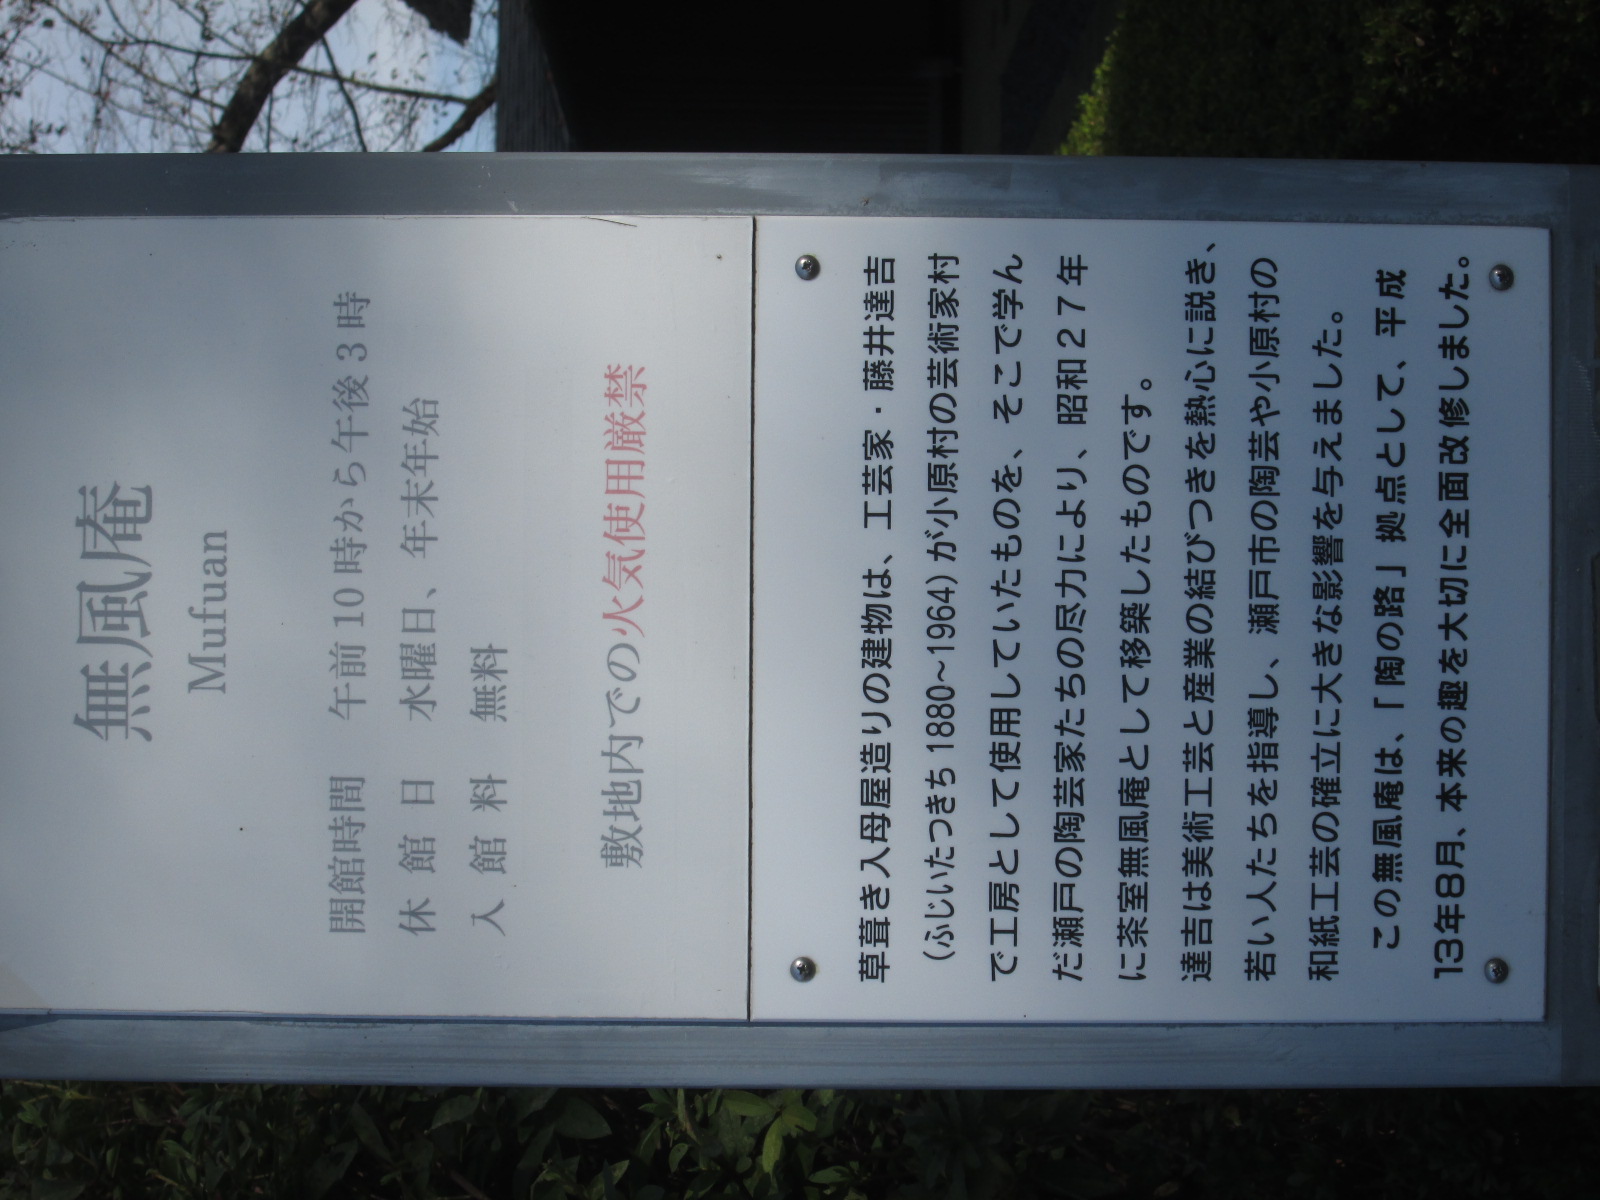 無風庵
Mufuan
開館時間 午前10時から午後3時
休館日 水曜日、年末年始
入館料 無料
敷地内での火気使用厳禁
草葺き入母屋造りの建物は、工芸家・藤井達吉
(ふじいたつきち1880~1964)が小原村の芸術家村
で工房として使用していたものを、そこで学ん
だ瀬戸の陶芸家たちの尽力により、昭和27年
に茶室無風庵として移築したものです。
達吉は美術工芸と産業の結びつきを熱心に説き、
若い人たちを指導し、瀬戸市の陶芸や小原村の
和紙工芸の確立に大きな影響を与えました。
この無風庵は、「陶の路」拠点として、平成
13年8月、本来の趣を大切に全面改修しました。